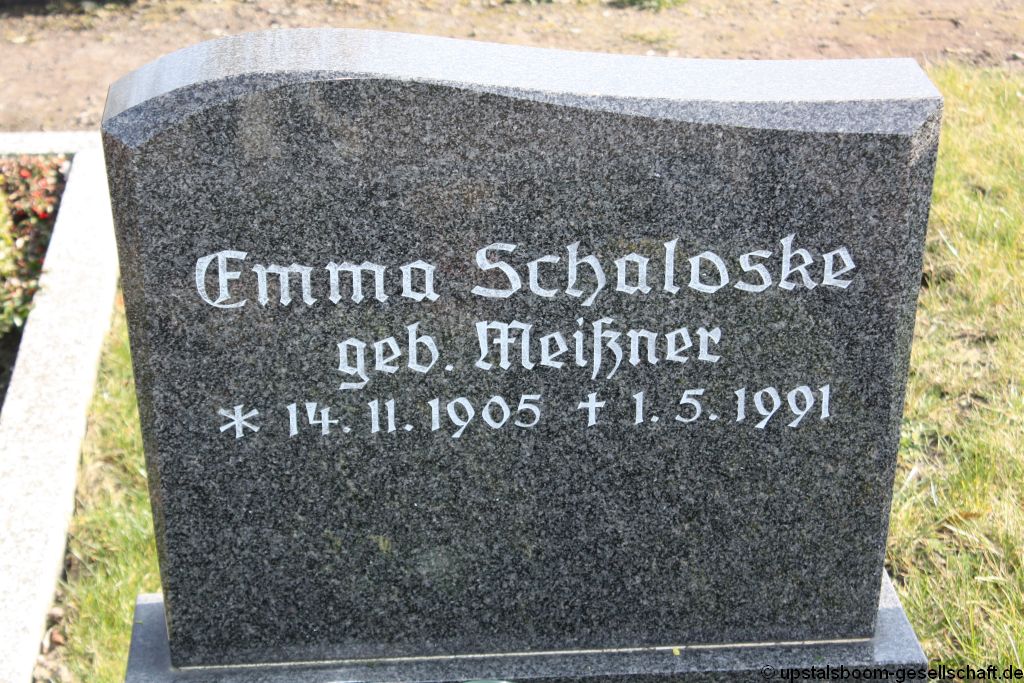 Emma Schaloske
geb. Meißner
* 14. 11. 1905 † 1. 5. 1991
© upstalsboom-gesellschaft.de